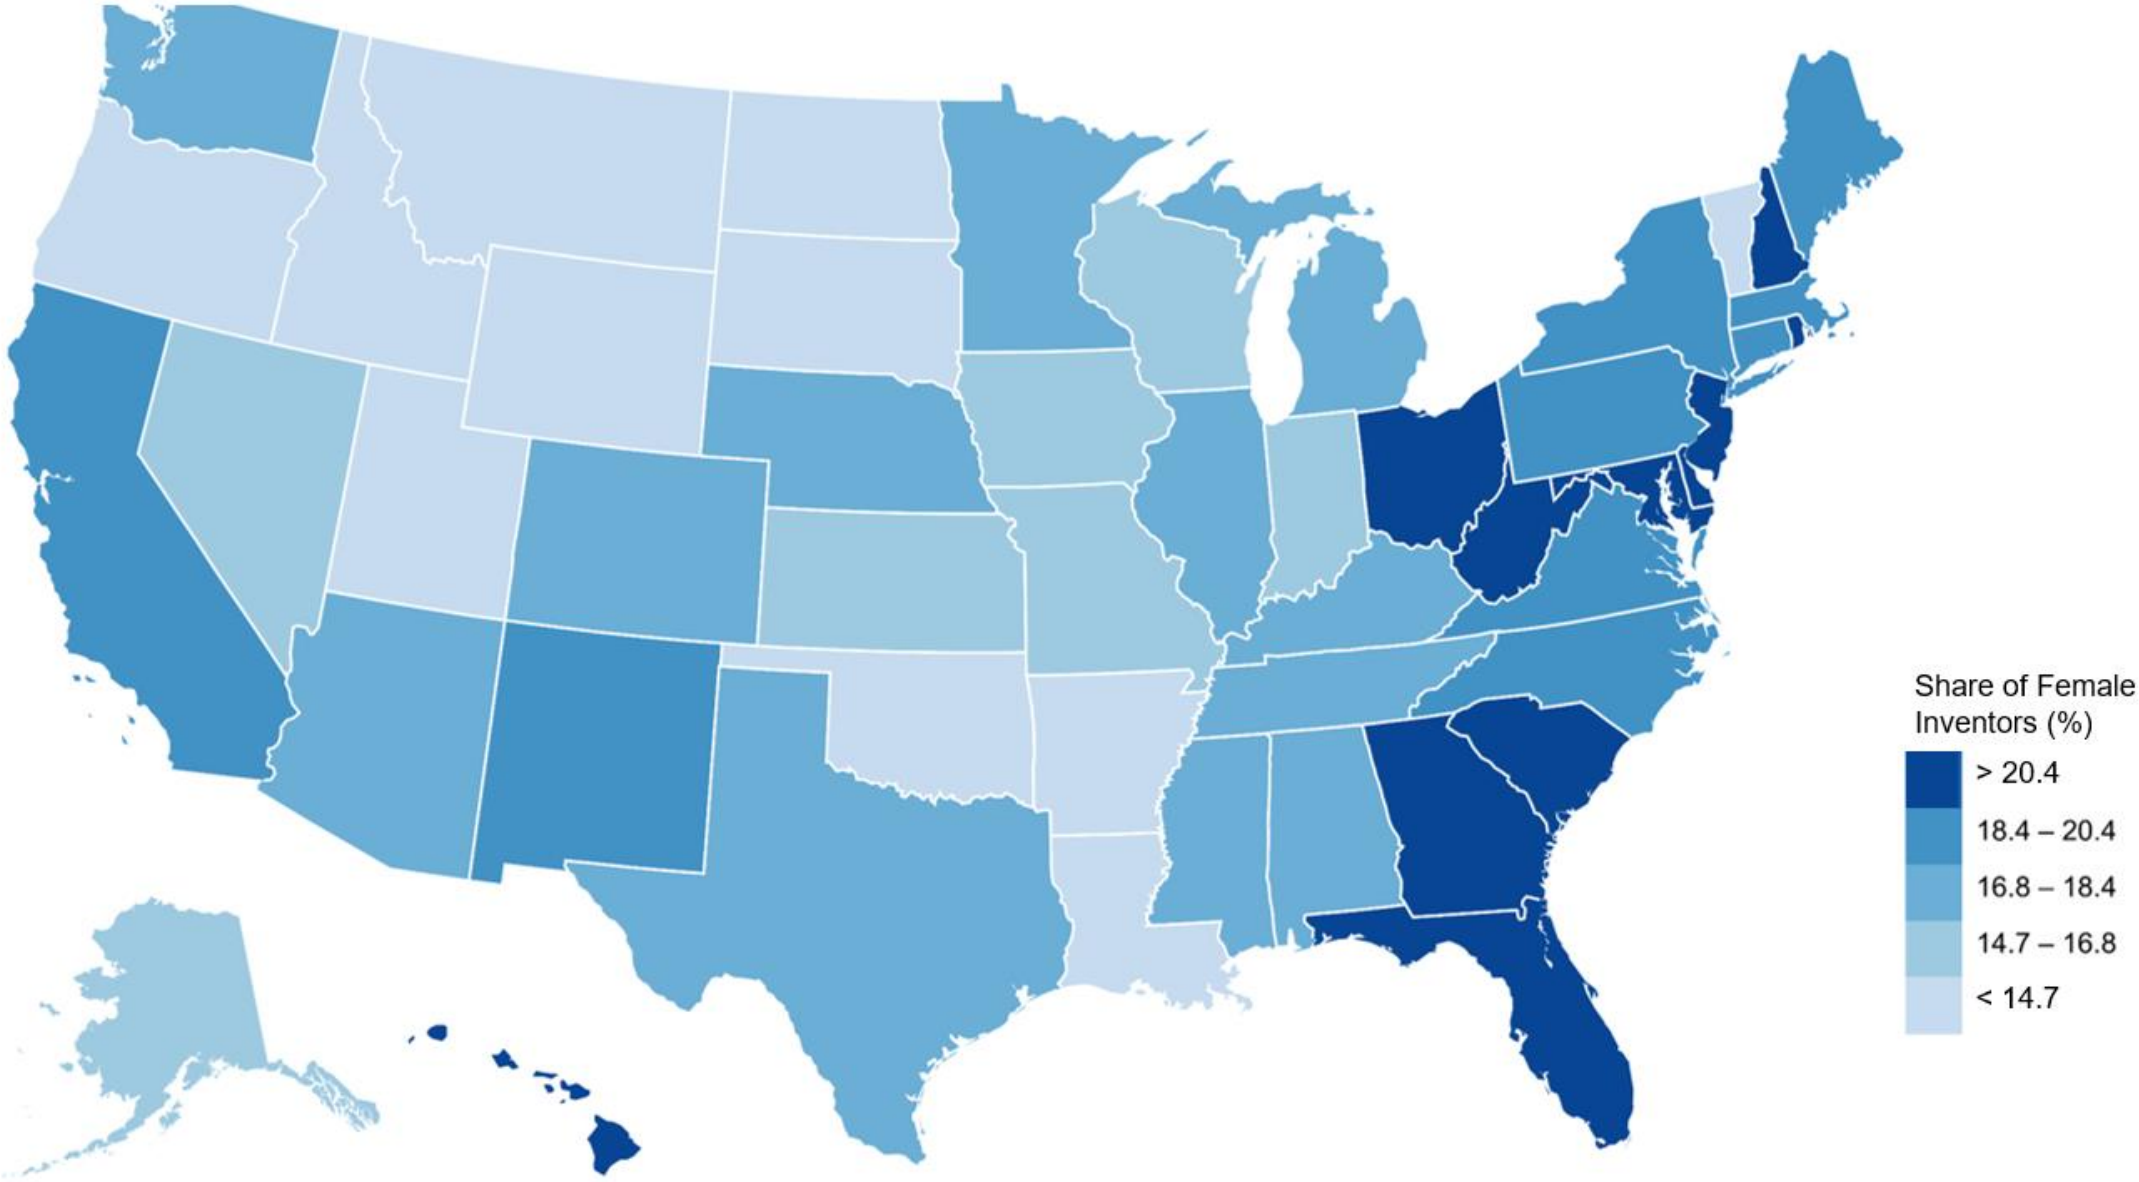 Share of Female
Inventors (%)
> 20.4
18.4 – 20.4
16.8 – 18.4
14.7 – 16.8
< 14.7